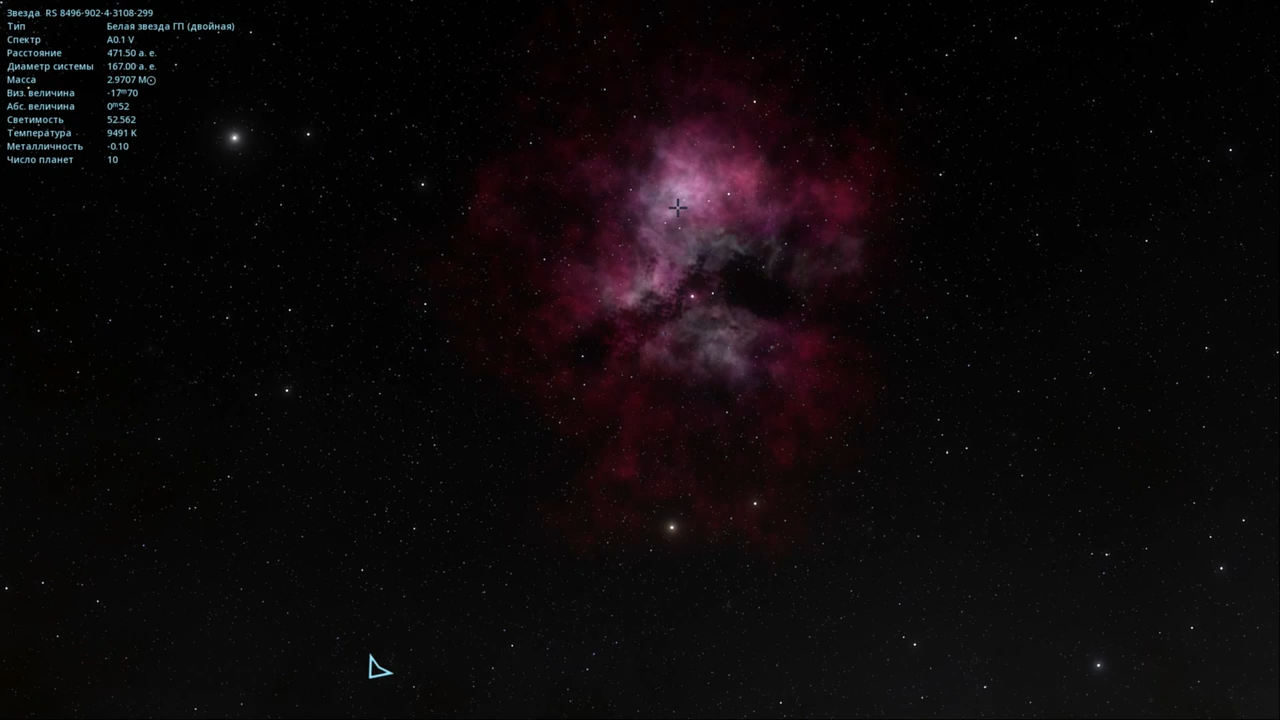 Звезда RS 8496-902-4-3108-299
Тип Белая звезда ГП (двойная)
Спектр A0.1 V
Расстояние 471.50 а. е.
Диаметр системы 167.00 а. е.
Масса 2.9707 M☉
Виз. величина -17ᵐ70
Абс. величина 0ᵐ52
Светимость 52.562
Температура 9491 K
Металличность -0.10
Число планет 10